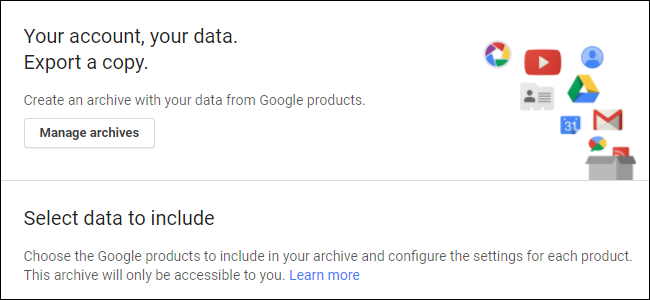 Your account, your data.
Export a copy.
Create an archive with your data from Google products.
Manage archives
31
Select data to include
Choose the Google products to include in your archive and configure the settings for each product.
This archive will only be accessible to you. Learn more